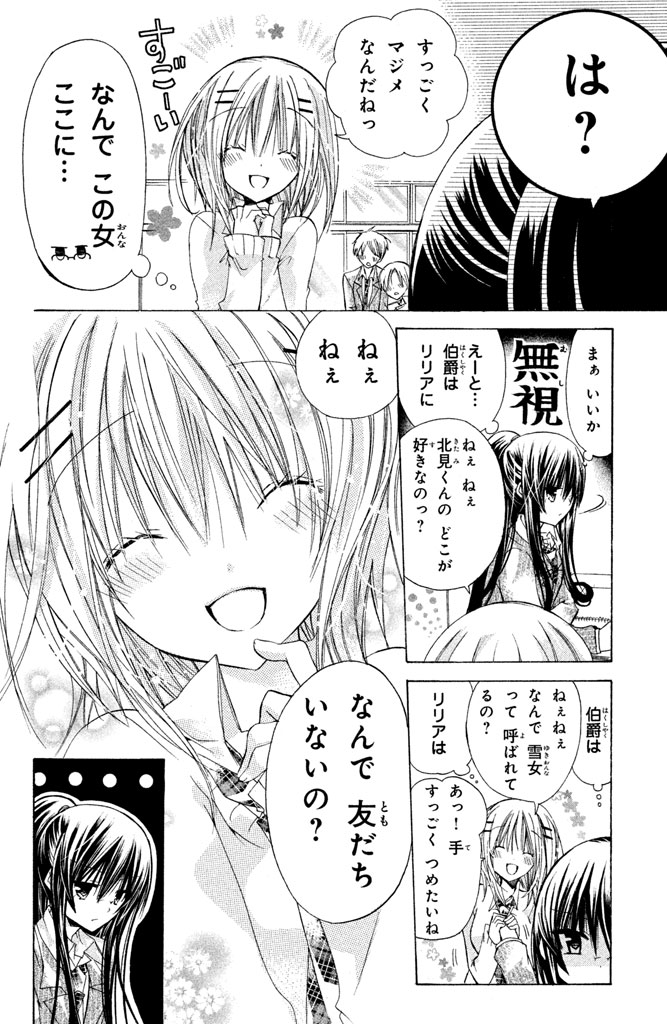 は?
すっごく
マジメ
なんだねっ
すごーい
なんで この女
ここに…
まぁ いいか
無視
えーと…
伯爵は
リリアに
ねぇ ねぇ
北見くんの どこが
好きなのっ?
ねぇ
ねぇ
伯爵は
ねぇねぇ
なんで 雪女
って 呼ばれて
るの?
リリアは
あっ! 手
すっごく つめたいね
なんで 友だち
いないの?